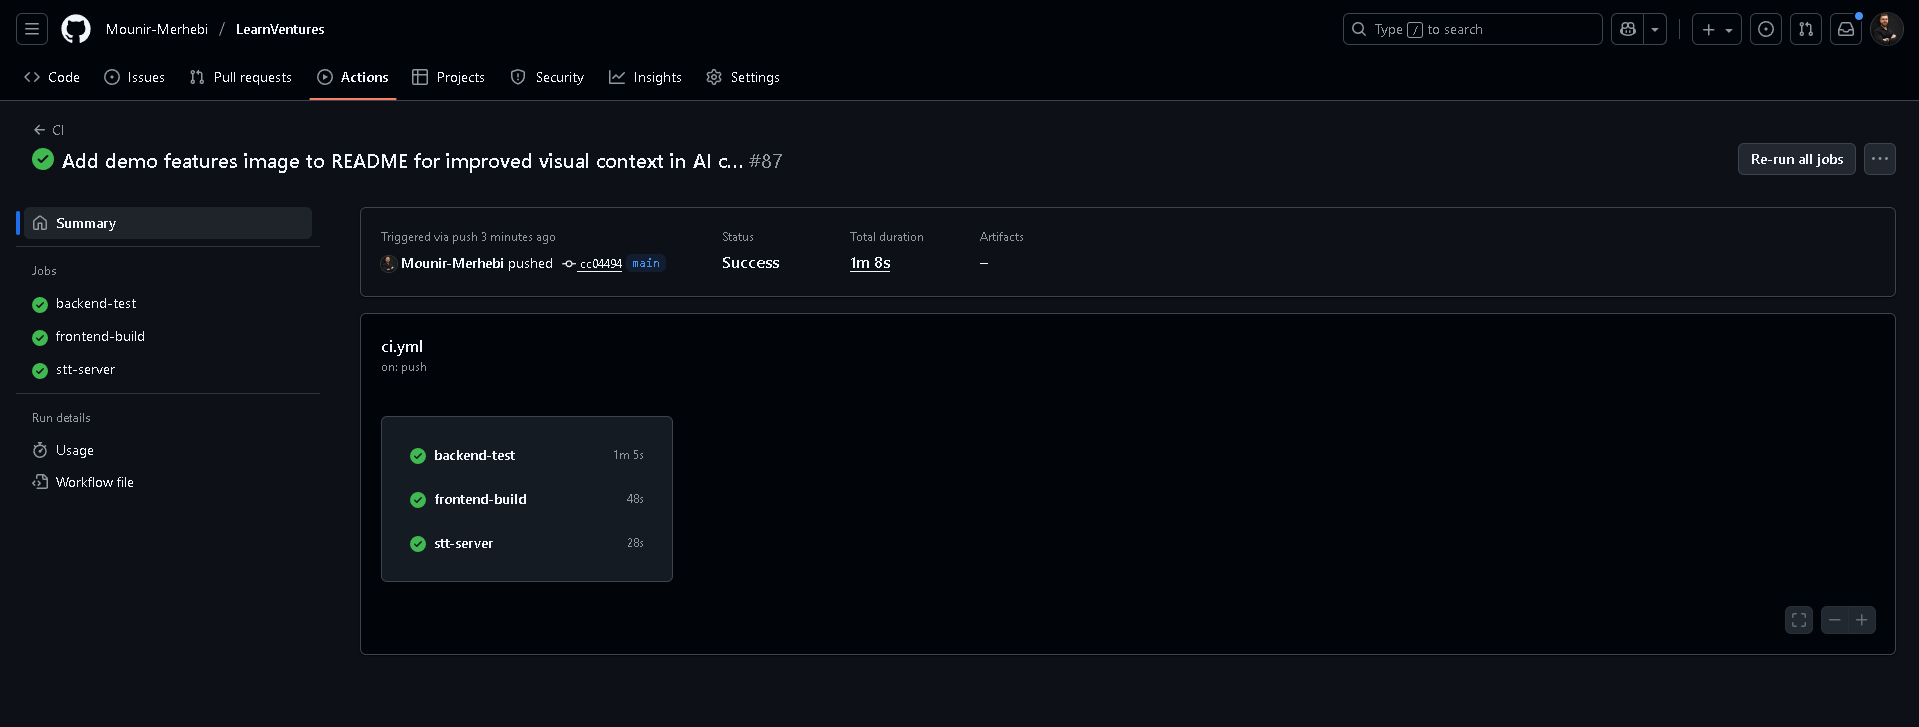 Mounir-Merhebi / LearnVentures
Type / to search
Code Issues Pull requests Actions Projects Security Insights Settings
CI
Add demo features image to README for improved visual context in AI c... #87
Re-run all jobs
Summary
Jobs
backend-test
frontend-build
stt-server
Run details
Usage
Workflow file
Triggered via push 3 minutes ago
Mounir-Merhebi pushed cc04494 main
Status
Success
Total duration
1m 8s
Artifacts
–
ci.yml
on: push
backend-test 1m 5s
frontend-build 48s
stt-server 28s